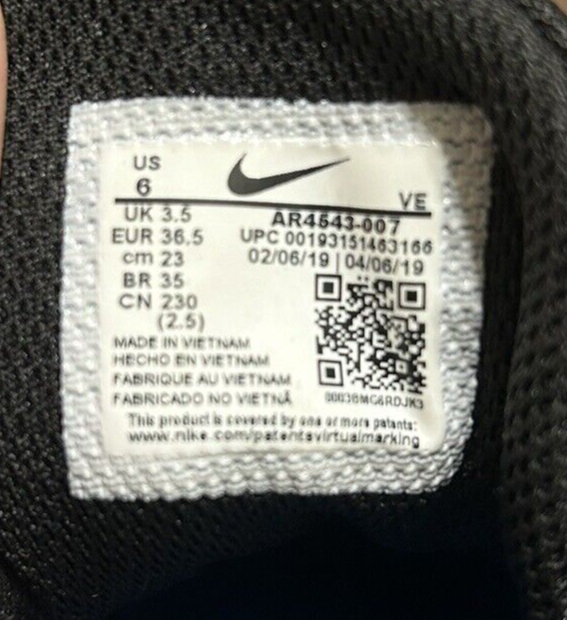 US
6
VE
UK 3.5
EUR 36.5
cm 23
BR 35
CN 230
(2.5)
AR4543-007
UPC 00193151463166
02/06/19 | 04/06/19
MADE IN VIETNAM
HECHO EN VIETNAM
FABRIQUE AU VIETNAM
FABRICADO NO VIETNÃ
This product is covered by one or more patents:
www.nike.com/patentsvirtualmarking